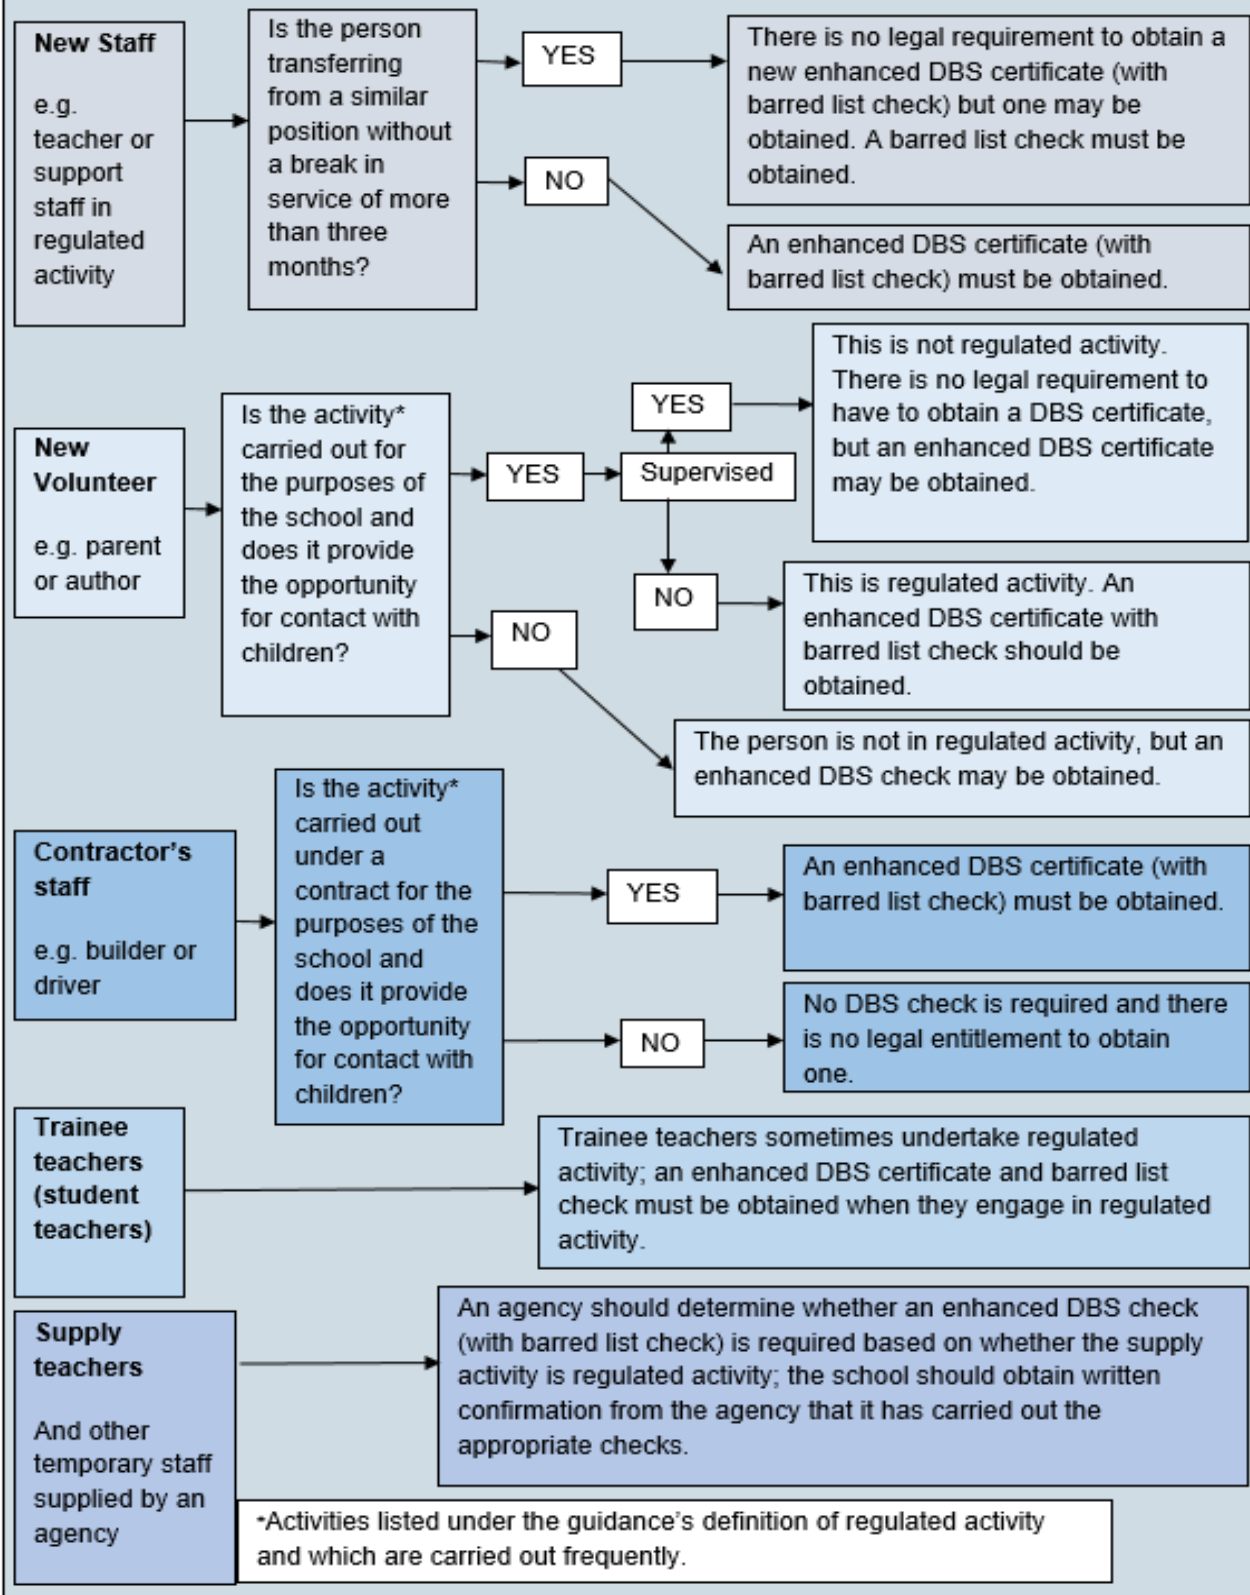 New Staff
e.g.
teacher or
support
staff in
regulated
activity
Is the person
transferring
from a similar
position without
a break in
service of more
than three
months?
YES
There is no legal requirement to obtain a
new enhanced DBS certificate (with
barred list check) but one may be
obtained. A barred list check must be
obtained.
NO
An enhanced DBS certificate (with
barred list check) must be obtained.
New
Volunteer
e.g. parent
or author
Is the activity*
carried out for
the purposes of
the school and
does it provide
the opportunity
for contact with
children?
YES
Supervised
YES
This is not regulated activity.
There is no legal requirement to
have to obtain a DBS certificate,
but an enhanced DBS certificate
may be obtained.
NO
This is regulated activity. An
enhanced DBS certificate with
barred list check should be
obtained.
NO
The person is not in regulated activity, but an
enhanced DBS check may be obtained.
Contractor's
staff
e.g. builder or
driver
Is the activity*
carried out
under a
contract for the
purposes of the
school and
does it provide
the opportunity
for contact with
children?
YES
An enhanced DBS certificate (with
barred list check) must be obtained.
NO
No DBS check is required and there
is no legal entitlement to obtain
one.
Trainee
teachers
(student
teachers)
Trainee teachers sometimes undertake regulated
activity; an enhanced DBS certificate and barred list
check must be obtained when they engage in regulated
activity.
Supply
teachers
And other
temporary staff
supplied by an
agency
An agency should determine whether an enhanced DBS check
(with barred list check) is required based on whether the supply
activity is regulated activity; the school should obtain written
confirmation from the agency that it has carried out the
appropriate checks.
*Activities listed under the guidance's definition of regulated activity
and which are carried out frequently.